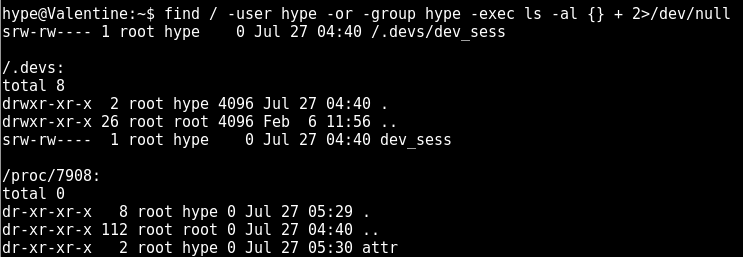 hype@Valentine:~$ find / -user hype -or -group hype -exec ls -al {} + 2>/dev/null
srw-rw---- 1 root hype    0 Jul 27 04:40 /.devs/dev_sess

/.devs:
total 8
drwxr-xr-x  2 root hype 4096 Jul 27 04:40 .
drwxr-xr-x 26 root root 4096 Feb  6 11:56 ..
srw-rw----  1 root hype    0 Jul 27 04:40 dev_sess

/proc/7908:
total 0
dr-xr-xr-x   8 root hype 0 Jul 27 05:29 .
dr-xr-xr-x 112 root root 0 Jul 27 04:40 ..
dr-xr-xr-x   2 root hype 0 Jul 27 05:30 attr